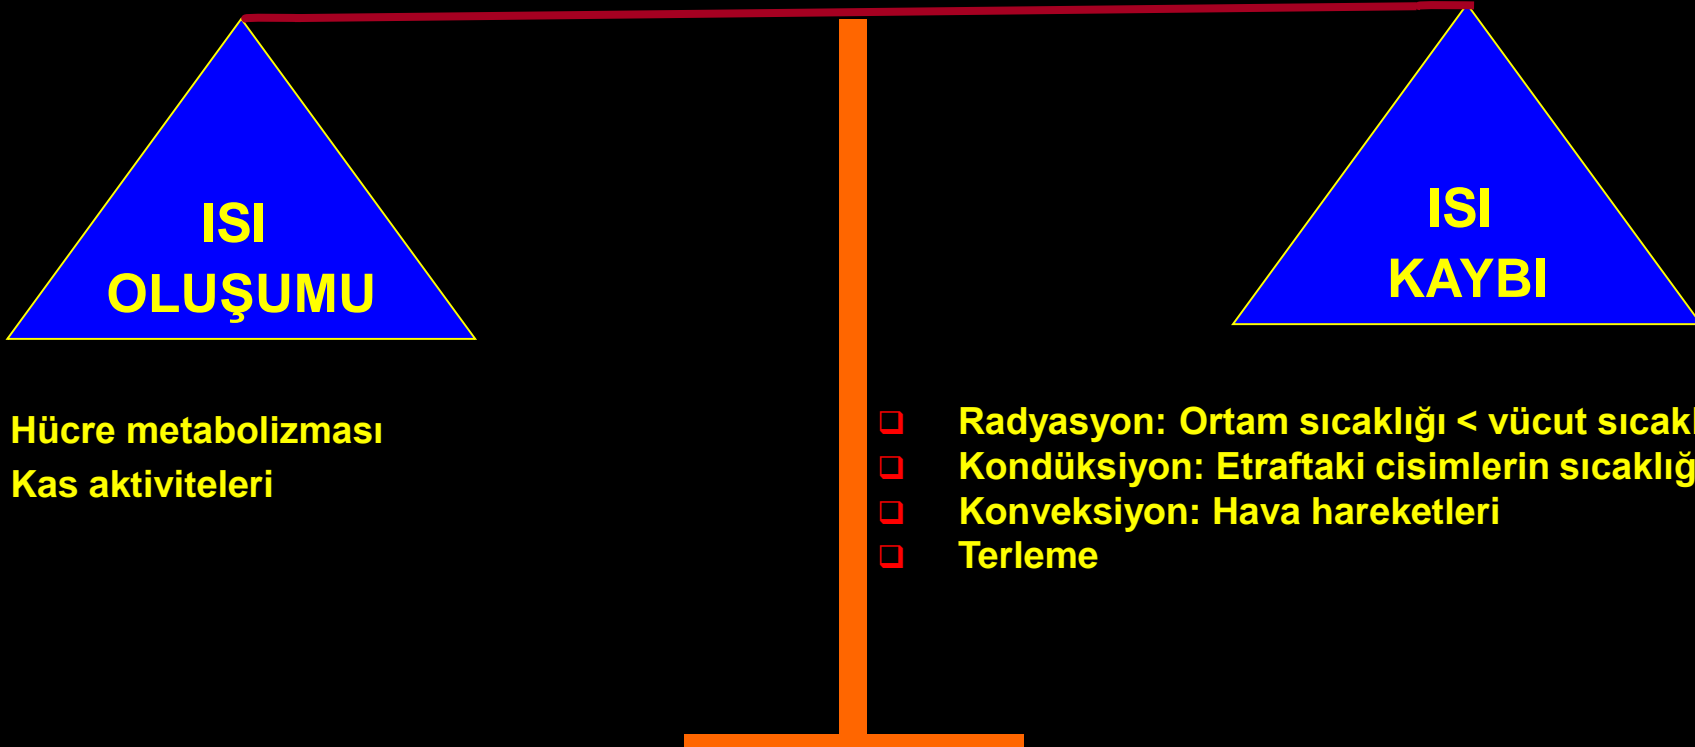 ISI
OLUŞUMU
ISI
KAYBI
Hücre metabolizması
Kas aktiviteleri
Radyasyon: Ortam sıcaklığı < vücut
Kondüksiyon: Etraftaki cisimlerin
Konveksiyon: Hava hareketleri
Terleme